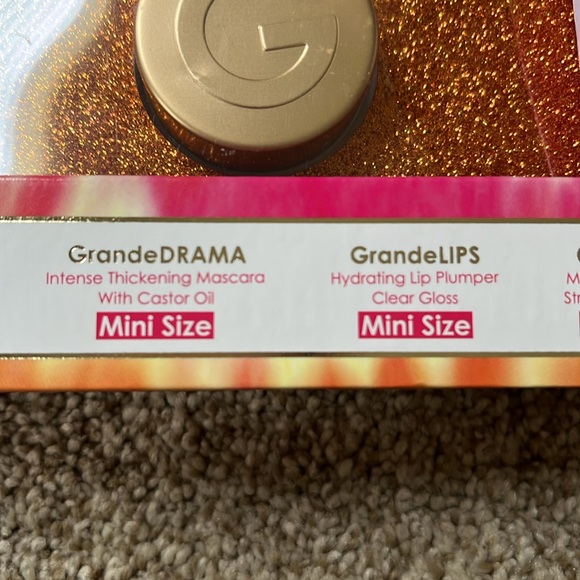 G
GrandeDRAMA
Intense Thickening Mascara
With Castor Oil
Mini Size
GrandeLIPS
Hydrating Lip Plumper
Clear Gloss
Mini Size